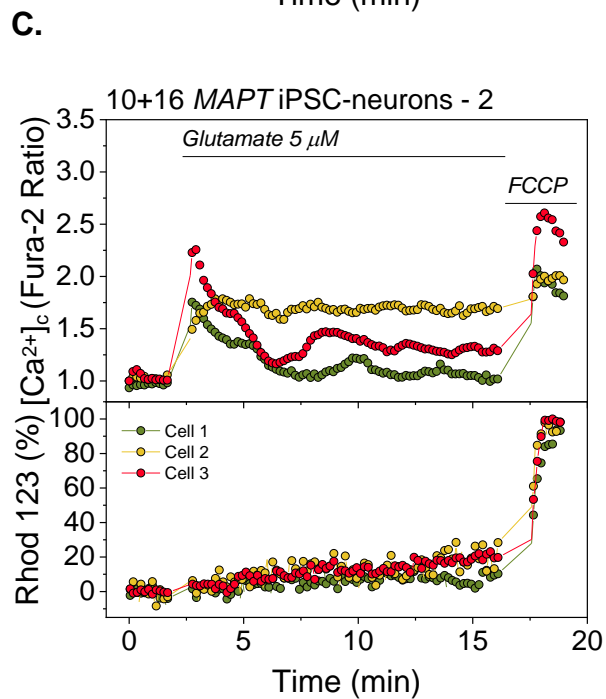 Time (min)
C.
10+16 MAPT iPSC-neurons - 2
[Ca²⁺]c (Fura-2 Ratio)
3.5
3.0
2.5
2.0
1.5
1.0
Glutamate 5 μM
FCCP
Rhod 123 (%)
100
80
60
40
20
0
Cell 1
Cell 2
Cell 3
0 5 10 15 20
Time (min)